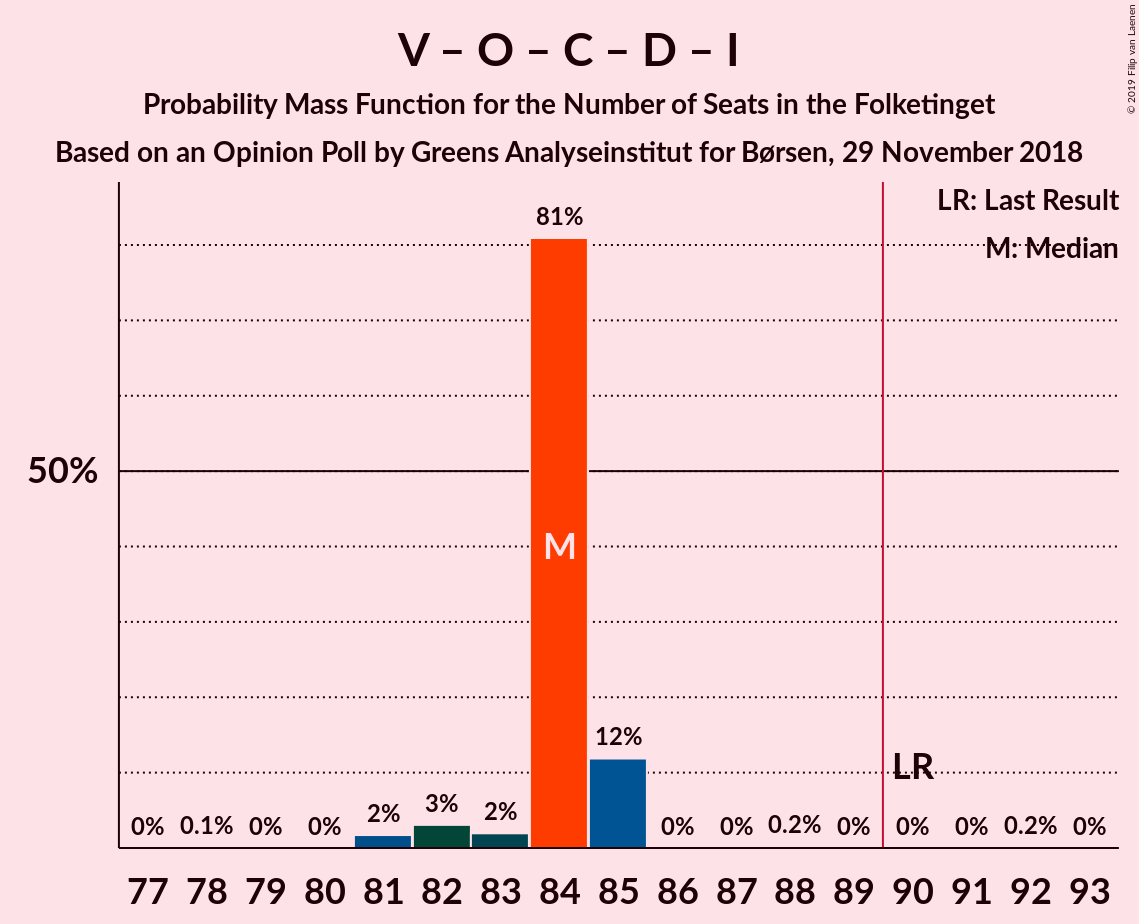 V – O – C – D – I
Probability Mass Function for the Number of Seats in the Folketinget
Based on an Opinion Poll by Greens Analyseinstitut for Børsen, 29 November 2018
© 2019 Filip van Laenen
LR: Last Result
M: Median
81%
50%
M
12%
LR
0% 0.1% 0% 0% 2% 3% 2% 0% 0% 0.2% 0% 0% 0% 0.2% 0%
77 78 79 80 81 82 83 84 85 86 87 88 89 90 91 92 93